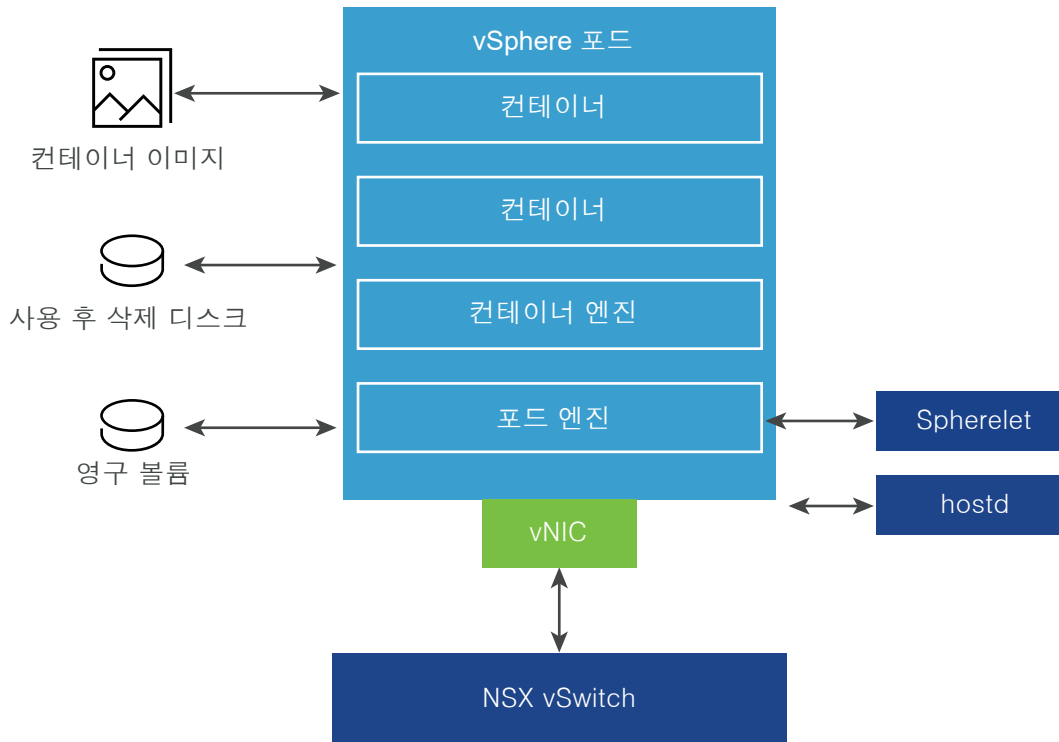 vSphere 포드
컨테이너
컨테이너 이미지
컨테이너
사용 후 삭제 디스크
컨테이너 엔진
영구 볼륨
포드 엔진
Spherelet
hostd
vNIC
NSX vSwitch